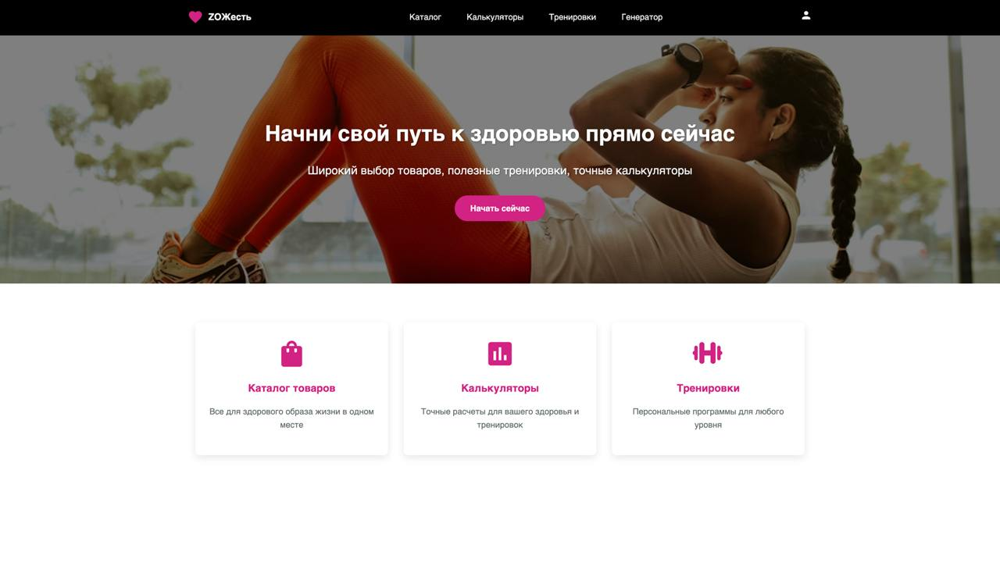 ZОЖесть
Каталог
Калькуляторы
Тренировки
Генератор
Начни свой путь к здоровью прямо сейчас
Широкий выбор товаров, полезные тренировки, точные калькуляторы
Начать сейчас
Каталог товаров
Все для здорового образа жизни в одном
месте
Калькуляторы
Точные расчеты для вашего здоровья и
тренировок
Тренировки
Персональные программы для любого
уровня